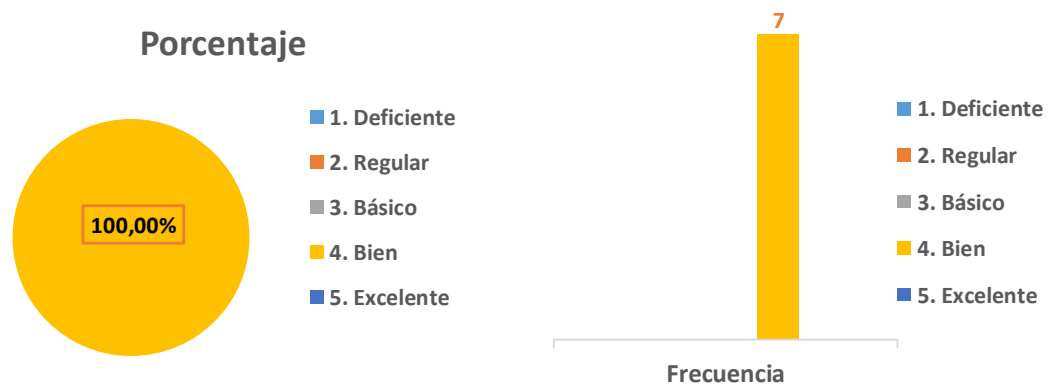 Porcentaje
100,00%
1. Deficiente
2. Regular
3. Básico
4. Bien
5. Excelente
7
Frecuencia
1. Deficiente
2. Regular
3. Básico
4. Bien
5. Excelente